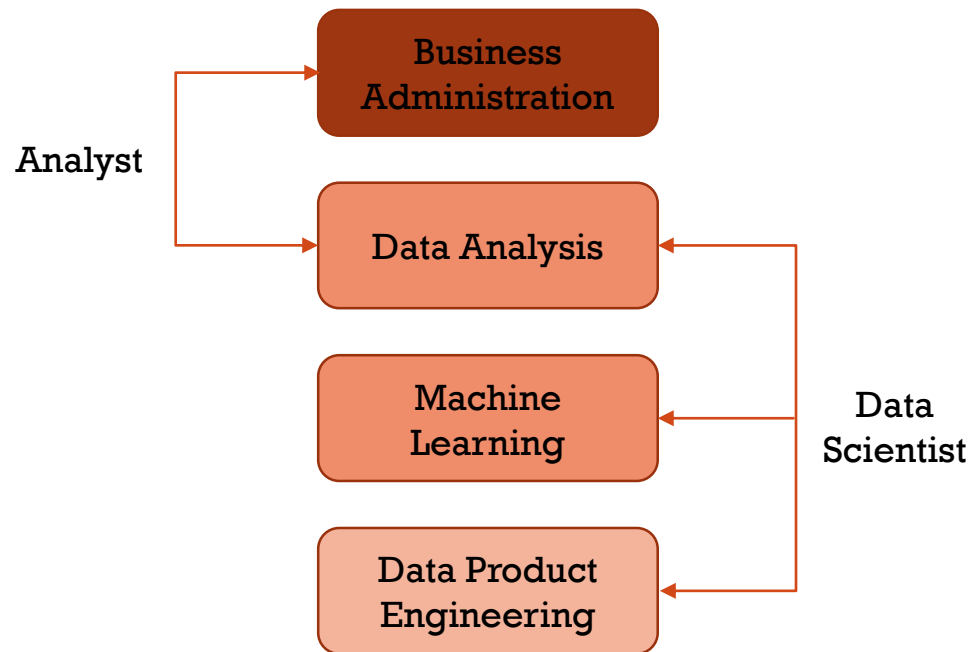 Business
Administration
Analyst
Data Analysis
Machine
Learning
Data
Scientist
Data Product
Engineering